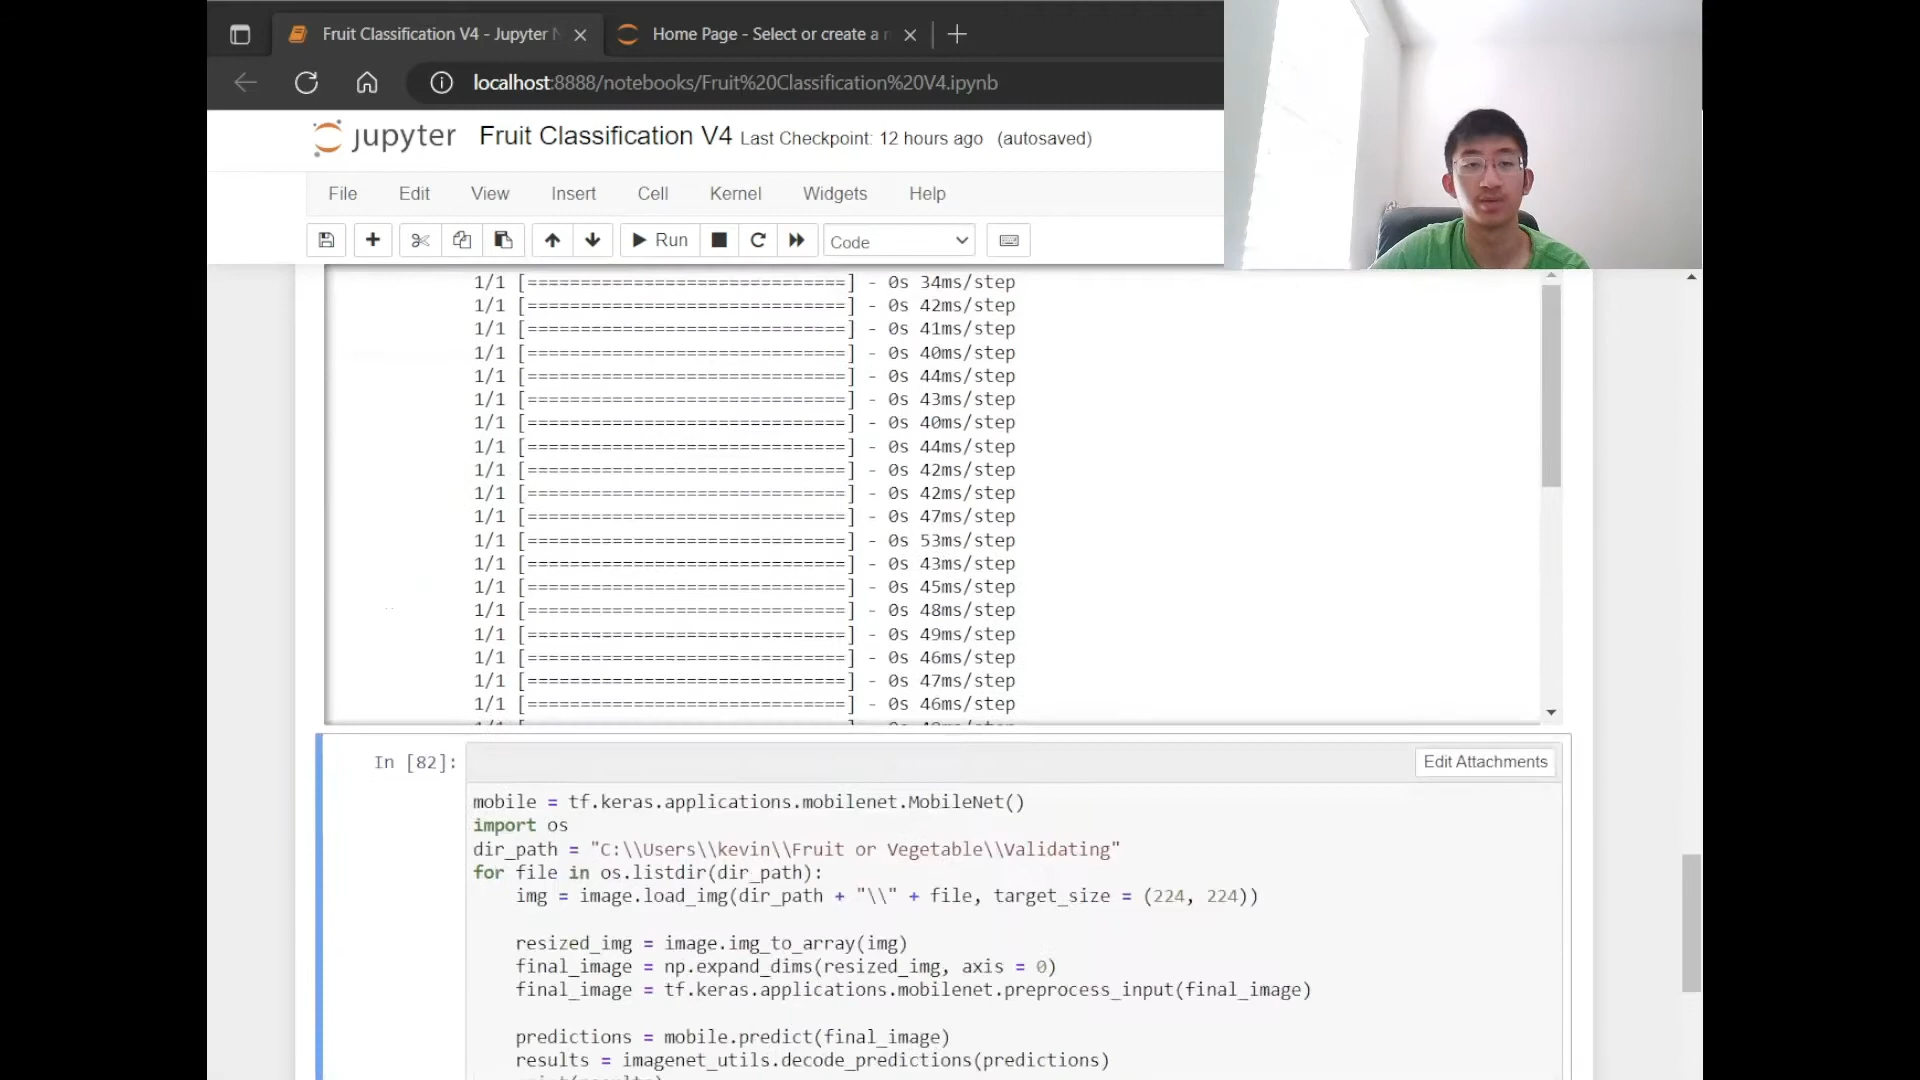 Fruit Classification V4 - Jupyter
Home Page - Select or create a
localhost:8888/notebooks/Fruit%20Classification%20V4.ipynb
jupyter Fruit Classification V4 Last Checkpoint: 12 hours ago (autosaved)
File Edit View Insert Cell Kernel Widgets Help
Run Code
1/1 [==============================] - 0s 34ms/step
1/1 [==============================] - 0s 42ms/step
1/1 [==============================] - 0s 41ms/step
1/1 [==============================] - 0s 40ms/step
1/1 [==============================] - 0s 44ms/step
1/1 [==============================] - 0s 43ms/step
1/1 [==============================] - 0s 40ms/step
1/1 [==============================] - 0s 44ms/step
1/1 [==============================] - 0s 42ms/step
1/1 [==============================] - 0s 42ms/step
1/1 [==============================] - 0s 47ms/step
1/1 [==============================] - 0s 53ms/step
1/1 [==============================] - 0s 43ms/step
1/1 [==============================] - 0s 45ms/step
1/1 [==============================] - 0s 48ms/step
1/1 [==============================] - 0s 49ms/step
1/1 [==============================] - 0s 46ms/step
1/1 [==============================] - 0s 47ms/step
1/1 [==============================] - 0s 46ms/step
In [82]:
Edit Attachments
mobile = tf.keras.applications.mobilenet.MobileNet()
import os
dir_path = "C:\\Users\\kevin\\Fruit or Vegetable\\Validating"
for file in os.listdir(dir_path):
    img = image.load_img(dir_path + "\\" + file, target_size = (224, 224))
    resized_img = image.img_to_array(img)
    final_image = np.expand_dims(resized_img, axis = 0)
    final_image = tf.keras.applications.mobilenet.preprocess_input(final_image)
    predictions = mobile.predict(final_image)
    results = imagenet_utils.decode_predictions(predictions)